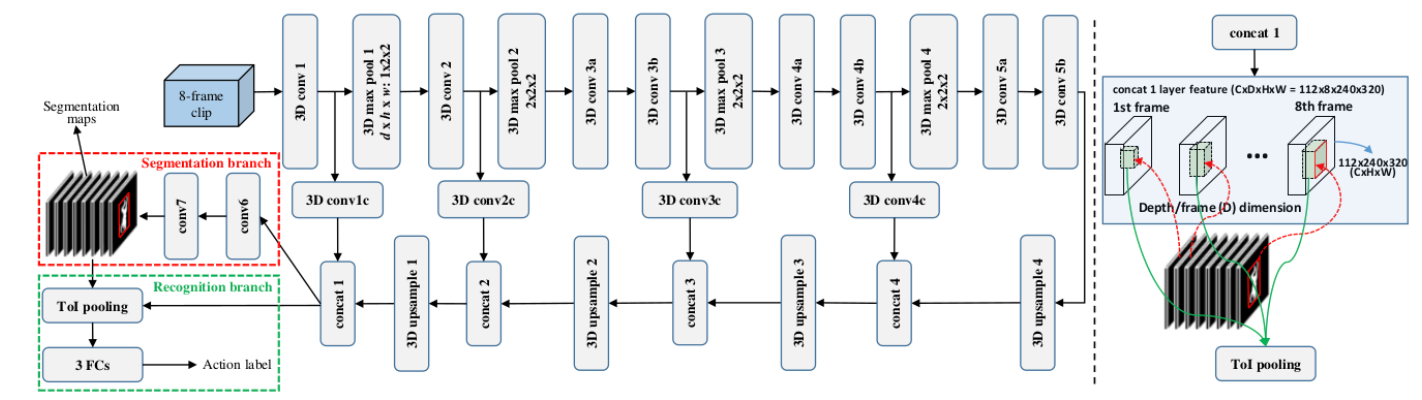 8-frame
clip
3D conv 1
3D max pool 1
d x h x w: 1x2x2
3D conv 2
3D max pool 2
2x2x2
3D conv 3a
3D conv 3b
3D max pool 3
2x2x2
3D conv 4a
3D conv 4b
3D max pool 4
2x2x2
3D conv 5a
3D conv 5b
Segmentation
maps
Segmentation branch
conv7
conv6
3D conv1c
3D conv2c
3D conv3c
3D conv4c
Recognition branch
ToI pooling
3 FCs
Action label
concat 1
3D upsample 1
concat 2
3D upsample 2
concat 3
3D upsample 3
concat 4
3D upsample 4
concat 1
concat 1 layer feature (CxDxHxW = 112x8x240x320)
1st frame
8th frame
•••
112x240x320
(CxHxW)
Depth/frame (D) dimension
ToI pooling